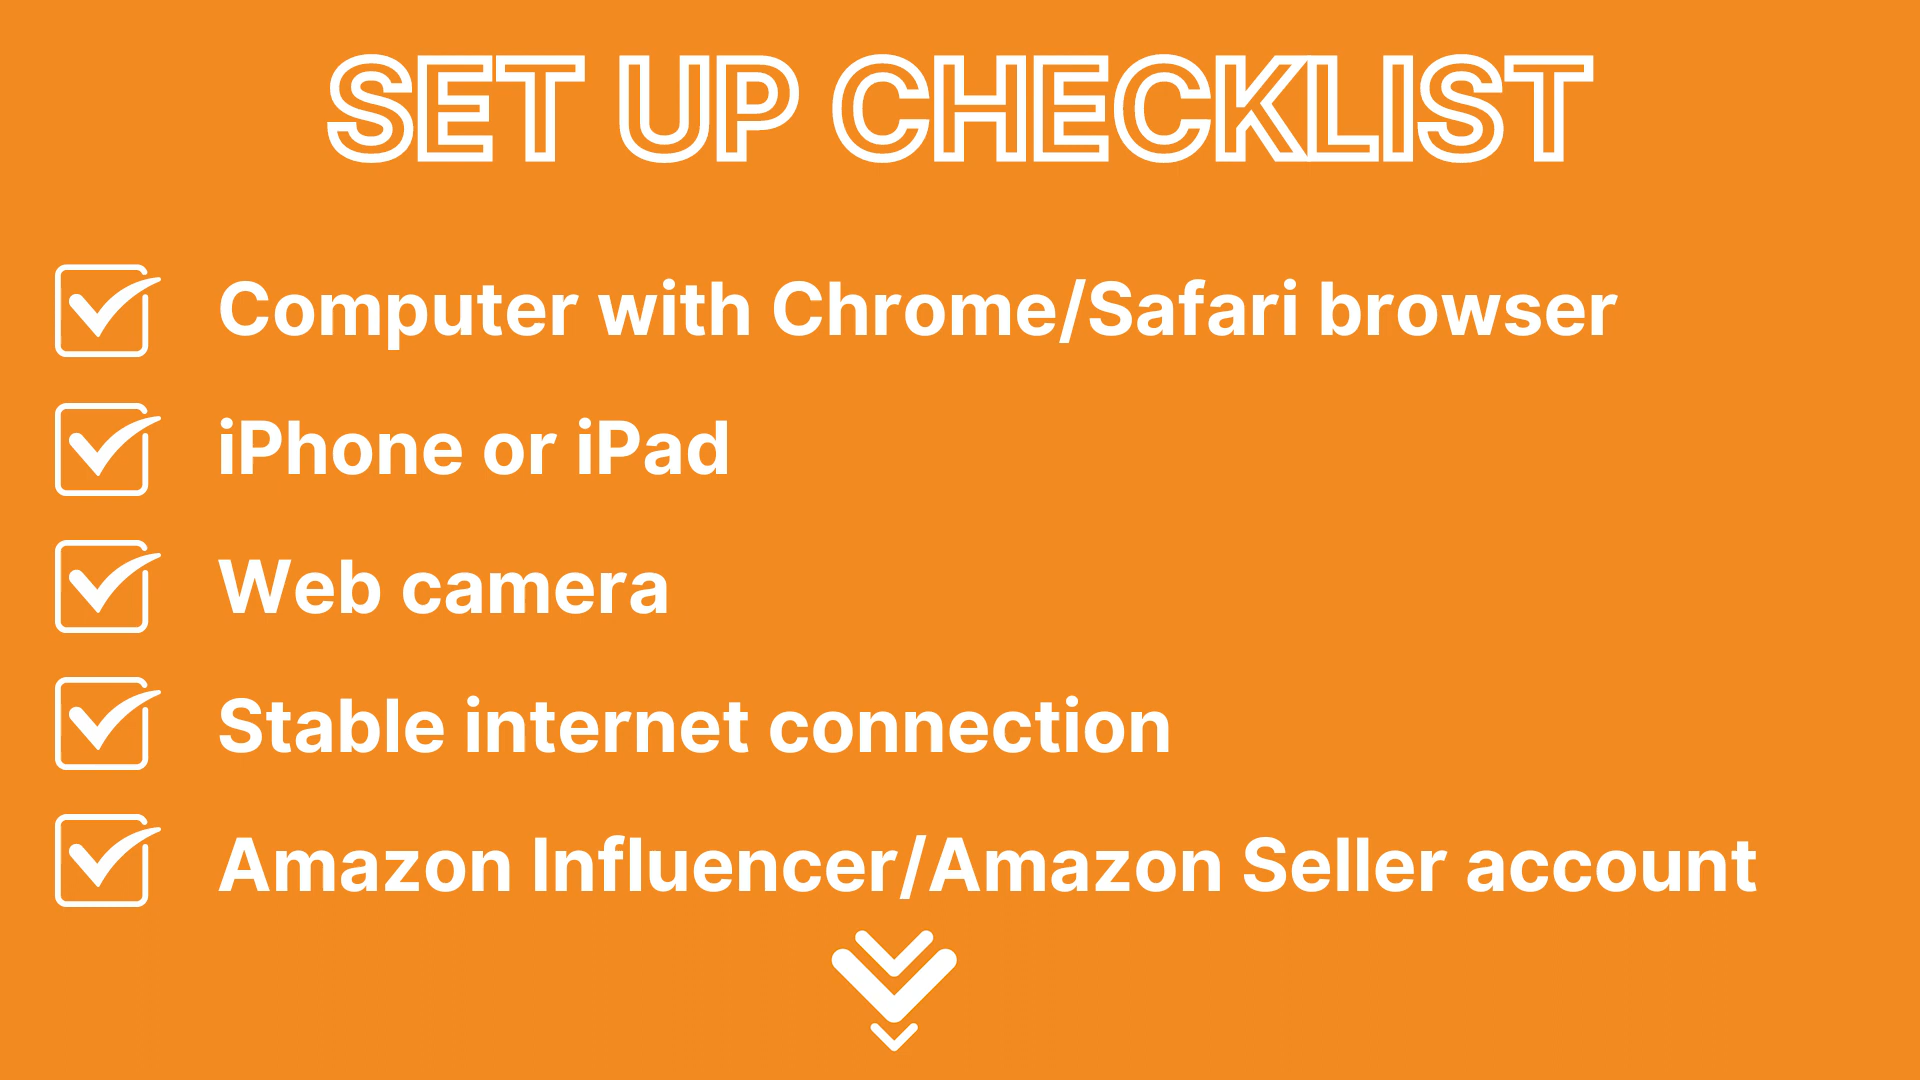 SET UP CHECKLIST
Computer with Chrome/Safari browser
iPhone or iPad
Web camera
Stable internet connection
Amazon Influencer/Amazon Seller account